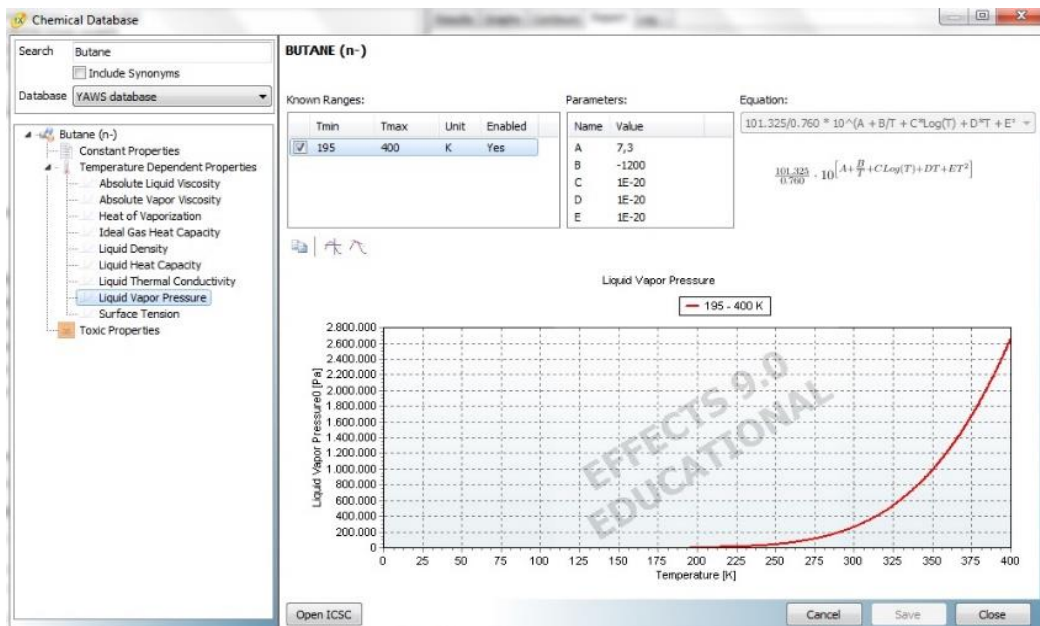 Chemical Database
Search Butane
Include Synonyms
Database YAWS database
Butane (n-)
Constant Properties
Temperature Dependent Properties
Absolute Liquid Viscosity
Absolute Vapor Viscosity
Heat of Vaporization
Ideal Gas Heat Capacity
Liquid Density
Liquid Heat Capacity
Liquid Thermal Conductivity
Liquid Vapor Pressure
Surface Tension
Toxic Properties
BUTANE (n-)
Known Ranges:
Tmin Tmax Unit Enabled
195 400 K Yes
Parameters:
Name Value
A 7,3
B -1200
C 1E-20
D 1E-20
E 1E-20
Equation:
101.325/0.760 * 10^(A + B/T + C*Log(T) + D*T + E*
101.325/0.760 · 10^[A+B/T+CLog(T)+DT+ET²]
Liquid Vapor Pressure
195 - 400 K
Liquid Vapor Pressure0 [Pa]
2.800.000
2.600.000
2.400.000
2.200.000
2.000.000
1.800.000
1.600.000
1.400.000
1.200.000
1.000.000
800.000
600.000
400.000
200.000
0
EFFECTS 9.0
EDUCATIONAL
0 25 50 75 100 125 150 175 200 225 250 275 300 325 350 375 400
Temperature [K]
Open ICSC
Cancel Save Close